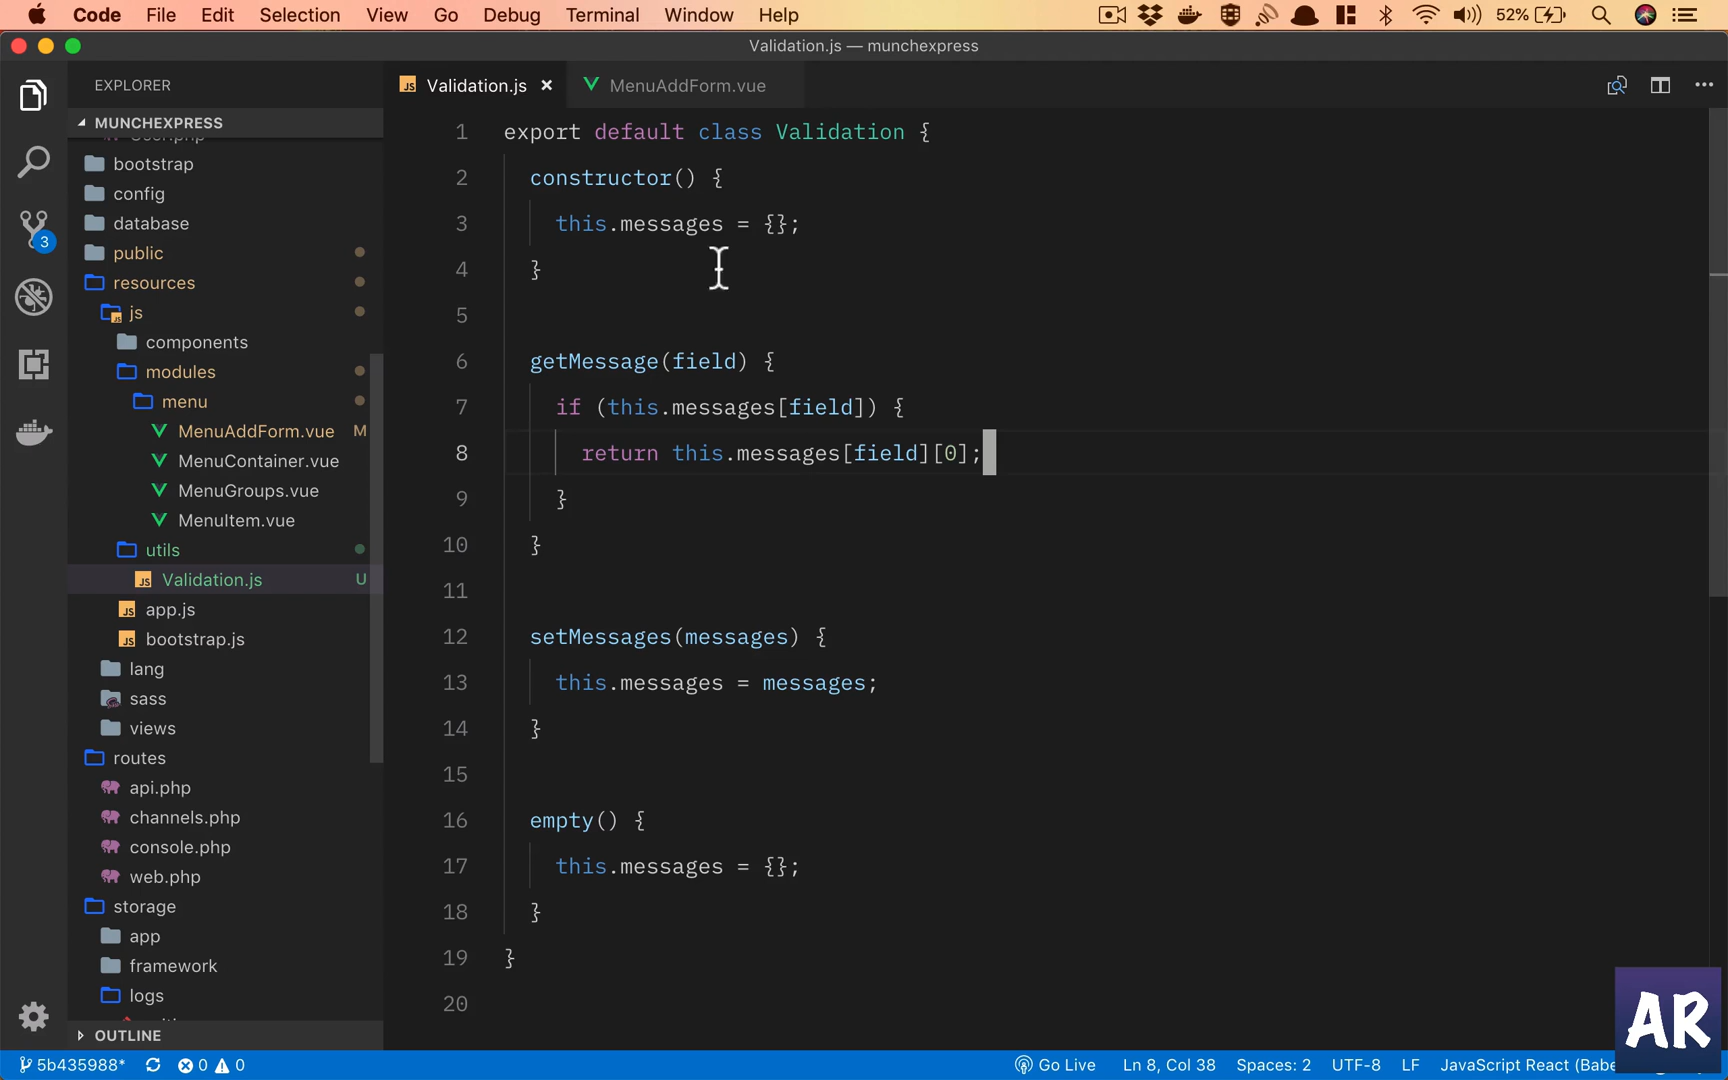 Code File Edit Selection View Go Debug Terminal Window Help 52%
Validation.js — munchexpress
EXPLORER
Validation.js MenuAddForm.vue
MUNCHEXPRESS
bootstrap
config
database
public
resources
js
components
modules
menu
MenuAddForm.vue M
MenuContainer.vue
MenuGroups.vue
MenuItem.vue
utils
Validation.js U
app.js
bootstrap.js
lang
sass
views
routes
api.php
channels.php
console.php
web.php
storage
app
framework
logs
OUTLINE
3
1 export default class Validation {
2 constructor() {
3 this.messages = {};
4 }
5
6 getMessage(field) {
7 if (this.messages[field]) {
8 return this.messages[field][0];
9 }
10 }
11
12 setMessages(messages) {
13 this.messages = messages;
14 }
15
16 empty() {
17 this.messages = {};
18 }
19 }
20
AR
5b435988* 0 0 Go Live Ln 8, Col 38 Spaces: 2 UTF-8 LF JavaScript React (Babe